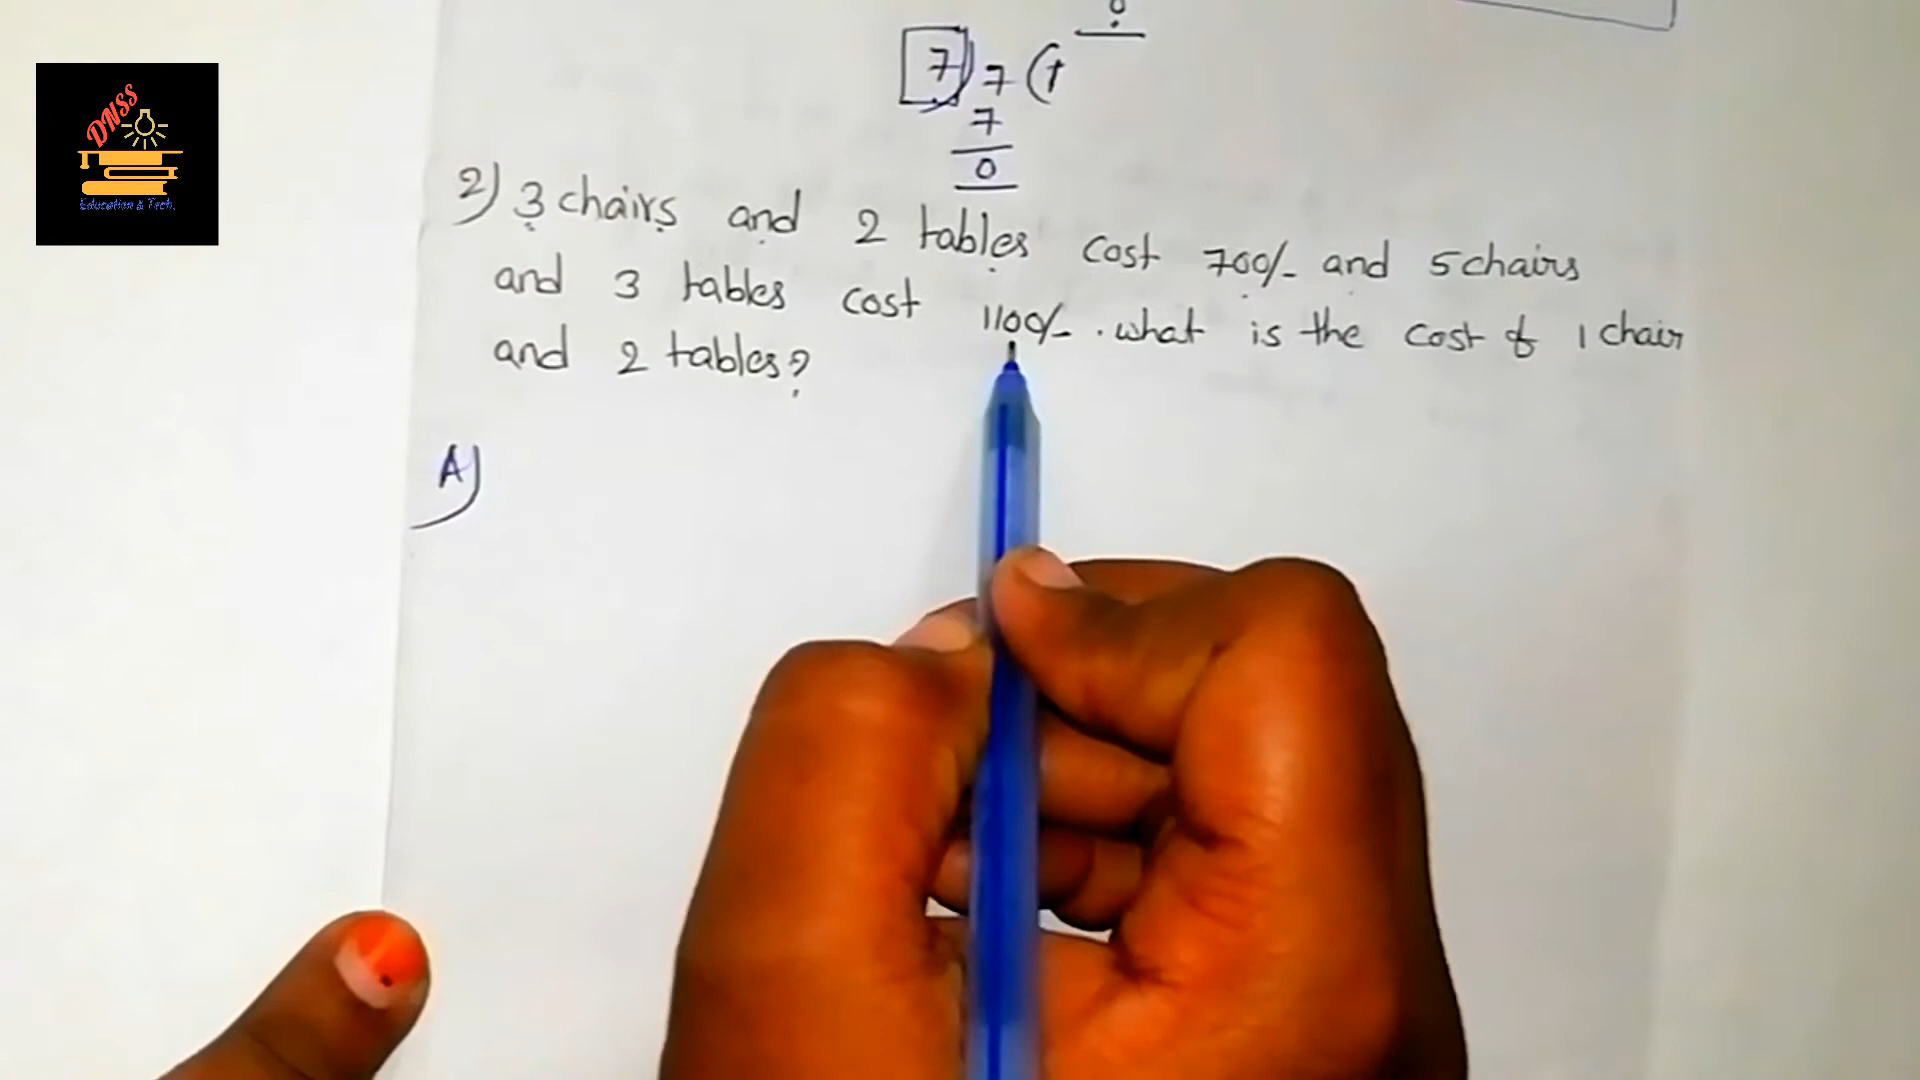 0
7) 7 (1
7
0
2) 3 chairs and 2 tables cost 700/- and 5 chairs
and 3 tables cost 1100/-. what is the cost of 1 chair
and 2 tables?
A)
DNSS
Education & Tech.